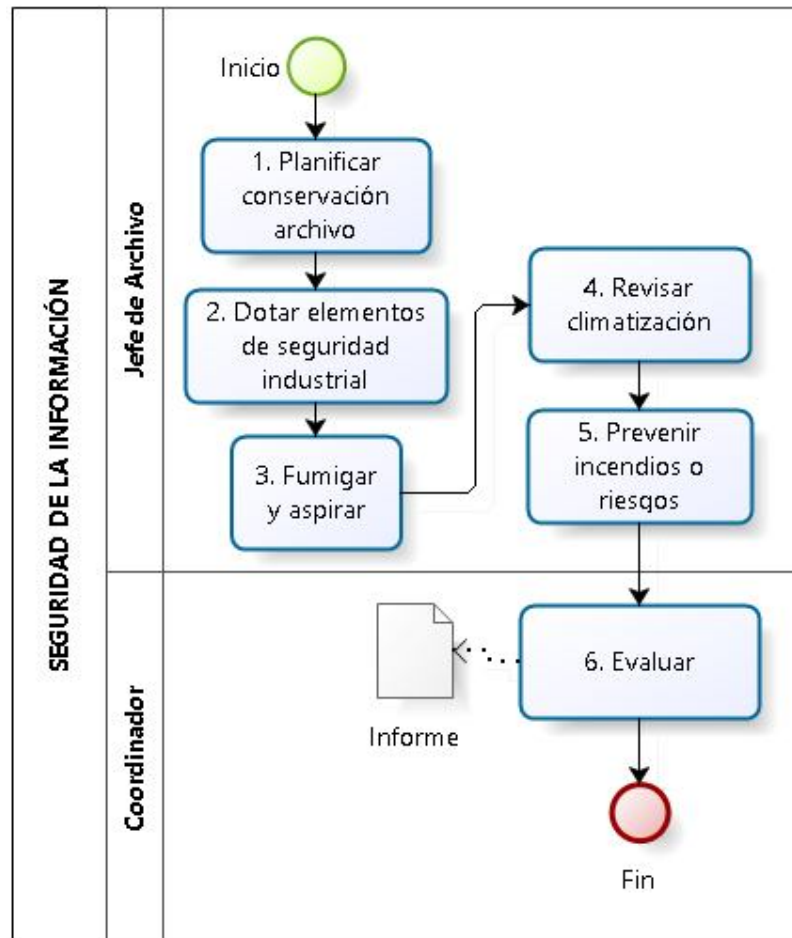 SEGURIDAD DE LA INFORMACIÓN
Jefe de Archivo
Inicio
1. Planificar
conservación
archivo
2. Dotar elementos
de seguridad
industrial
3. Fumigar
y aspirar
4. Revisar
climatización
5. Prevenir
incendios o
riesgos
Coordinador
6. Evaluar
Informe
Fin